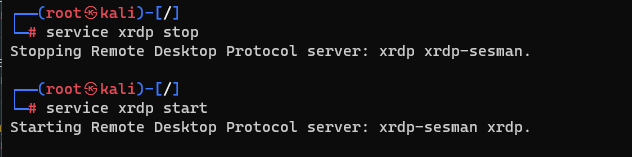 ┌──(root㉿kali)-[/]
└─# service xrdp stop
Stopping Remote Desktop Protocol server: xrdp xrdp-sesman.
┌──(root㉿kali)-[/]
└─# service xrdp start
Starting Remote Desktop Protocol server: xrdp-sesman xrdp.